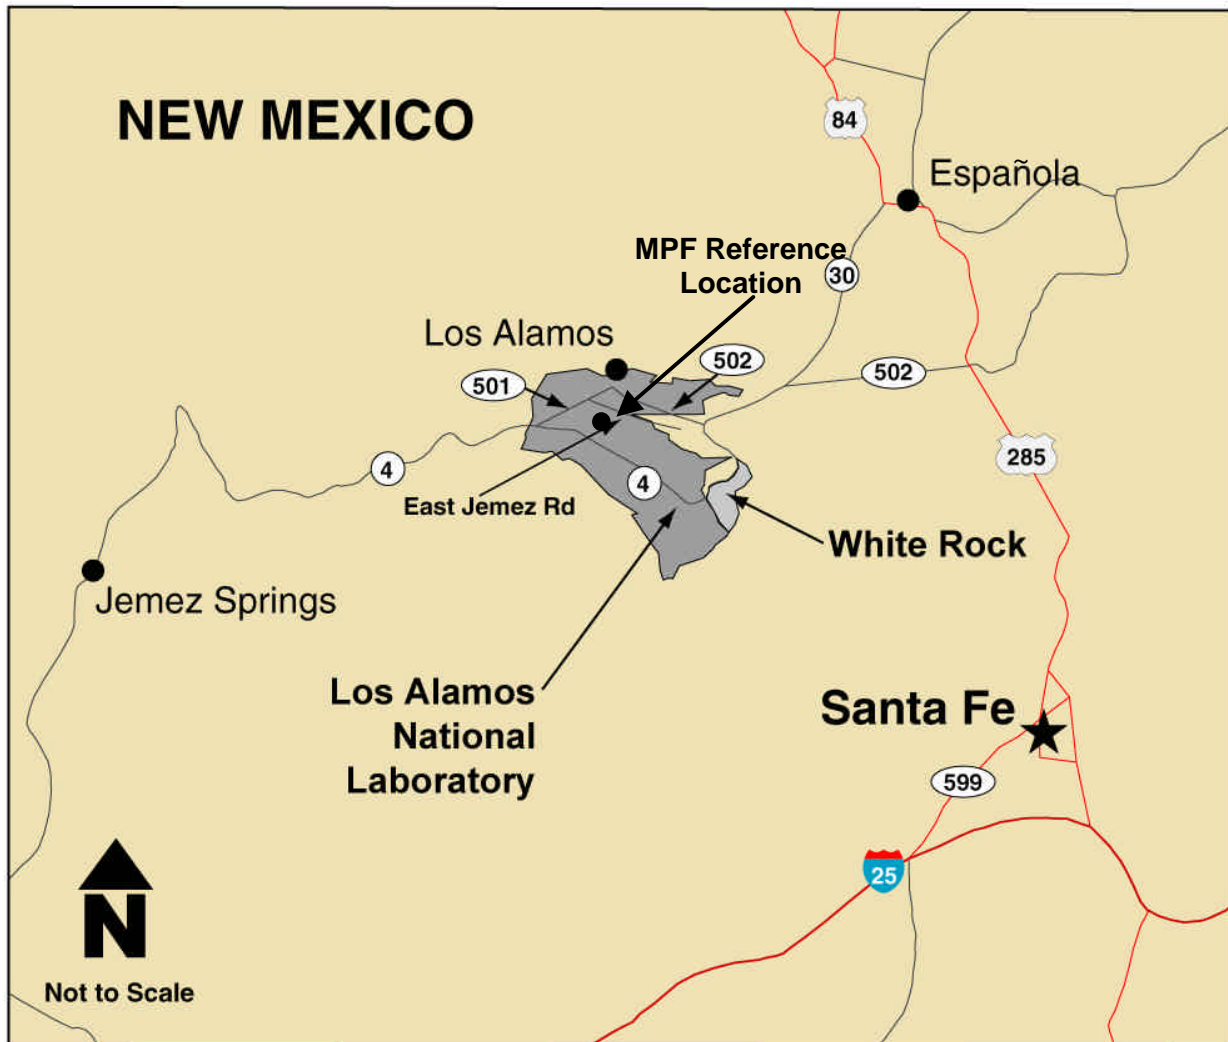 NEW MEXICO
84
Española
MPF Reference
Location
30
Los Alamos
502
501
502
285
4
4
East Jemez Rd
White Rock
Jemez Springs
Los Alamos
National
Laboratory
Santa Fe
599
25
N
Not to Scale